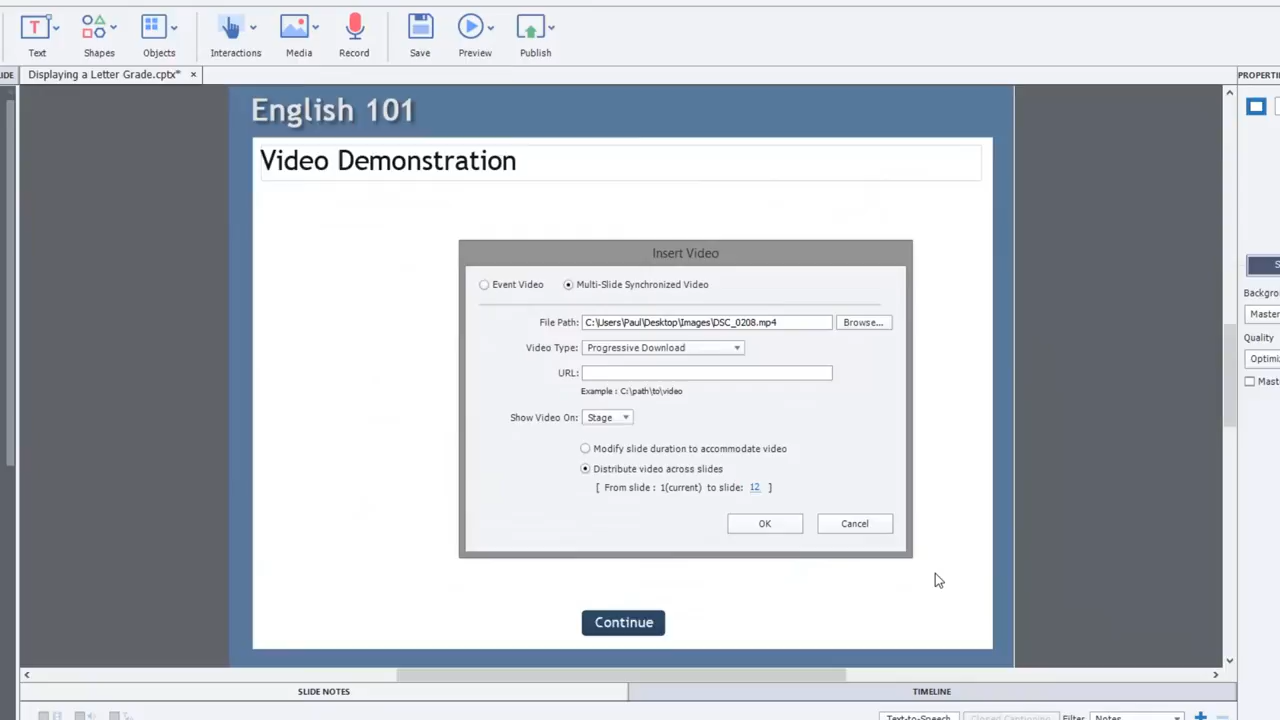 Text Shapes Objects Interactions Media Record Save Preview Publish
IDE Displaying a Letter Grade.cptx* × PROPERTI
English 101
Video Demonstration
Insert Video
Event Video Multi-Slide Synchronized Video
File Path: C:\Users\Paul\Desktop\Images\DSC_0208.mp4 Browse...
Video Type: Progressive Download
URL:
Example : C:\path\to\video
Show Video On: Stage
Modify slide duration to accommodate video
Distribute video across slides
[ From slide : 1(current) to slide: 12 ]
OK Cancel
Continue
S
Backgro
Master
Quality
Optimi
Mast
SLIDE NOTES TIMELINE
Text-to-Speech Closed Captioning Filter Notes